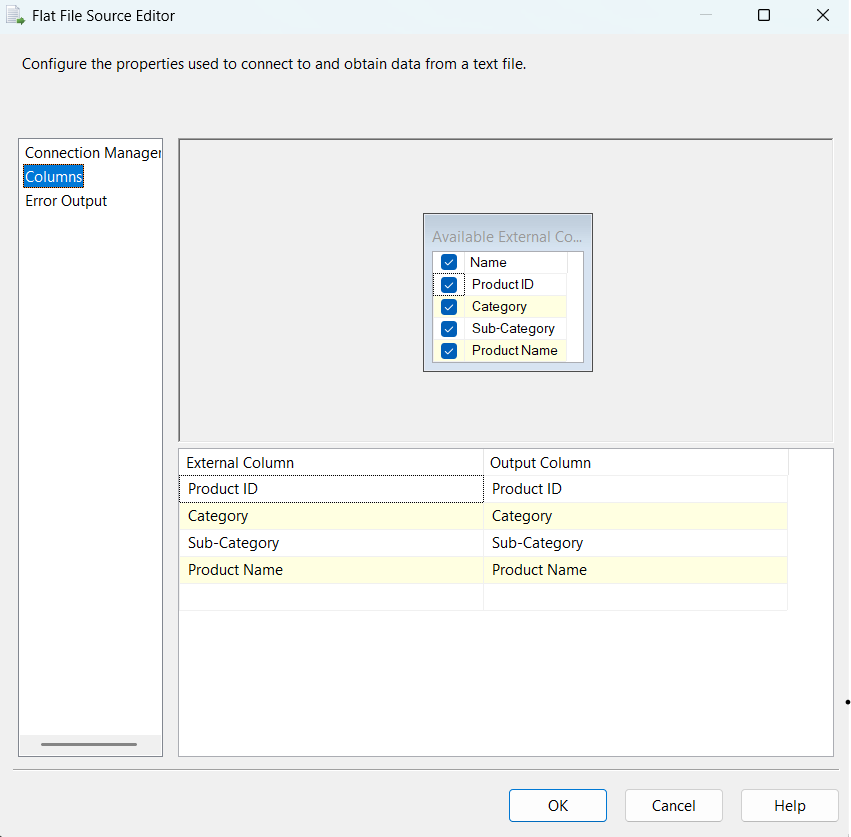 Flat File Source Editor
Configure the properties used to connect to and obtain data from a text file.
Connection Manager
Columns
Error Output
Available External Co...
Name
Product ID
Category
Sub-Category
Product Name
External Column Output Column
Product ID Product ID
Category Category
Sub-Category Sub-Category
Product Name Product Name
OK Cancel Help